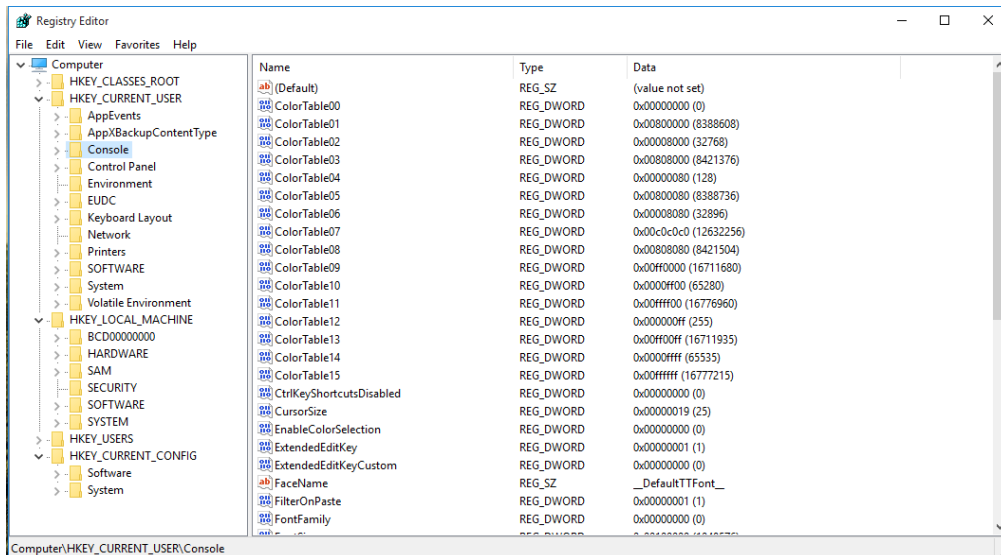 Registry Editor
File Edit View Favorites Help
Computer
HKEY_CLASSES_ROOT
HKEY_CURRENT_USER
AppEvents
AppXBackupContentType
Console
Control Panel
Environment
EUDC
Keyboard Layout
Network
Printers
SOFTWARE
System
Volatile Environment
HKEY_LOCAL_MACHINE
BCD00000000
HARDWARE
SAM
SECURITY
SOFTWARE
SYSTEM
HKEY_USERS
HKEY_CURRENT_CONFIG
Software
System
Name Type Data
(Default) REG_SZ (value not set)
ColorTable00 REG_DWORD 0x00000000 (0)
ColorTable01 REG_DWORD 0x00800000 (8388608)
ColorTable02 REG_DWORD 0x00008000 (32768)
ColorTable03 REG_DWORD 0x00808000 (8421376)
ColorTable04 REG_DWORD 0x00000080 (128)
ColorTable05 REG_DWORD 0x00800080 (8388736)
ColorTable06 REG_DWORD 0x00008080 (32896)
ColorTable07 REG_DWORD 0x00c0c0c0 (12632256)
ColorTable08 REG_DWORD 0x00808080 (8421504)
ColorTable09 REG_DWORD 0x00ff0000 (16711680)
ColorTable10 REG_DWORD 0x0000ff00 (65280)
ColorTable11 REG_DWORD 0x00ffff00 (16776960)
ColorTable12 REG_DWORD 0x000000ff (255)
ColorTable13 REG_DWORD 0x00ff00ff (16711935)
ColorTable14 REG_DWORD 0x0000ffff (65535)
ColorTable15 REG_DWORD 0x00ffffff (16777215)
CtrlKeyShortcutsDisabled REG_DWORD 0x00000000 (0)
CursorSize REG_DWORD 0x00000019 (25)
EnableColorSelection REG_DWORD 0x00000000 (0)
ExtendedEditKey REG_DWORD 0x00000001 (1)
ExtendedEditKeyCustom REG_DWORD 0x00000000 (0)
FaceName REG_SZ __DefaultTTFont__
FilterOnPaste REG_DWORD 0x00000001 (1)
FontFamily REG_DWORD 0x00000000 (0)
Computer\HKEY_CURRENT_USER\Console